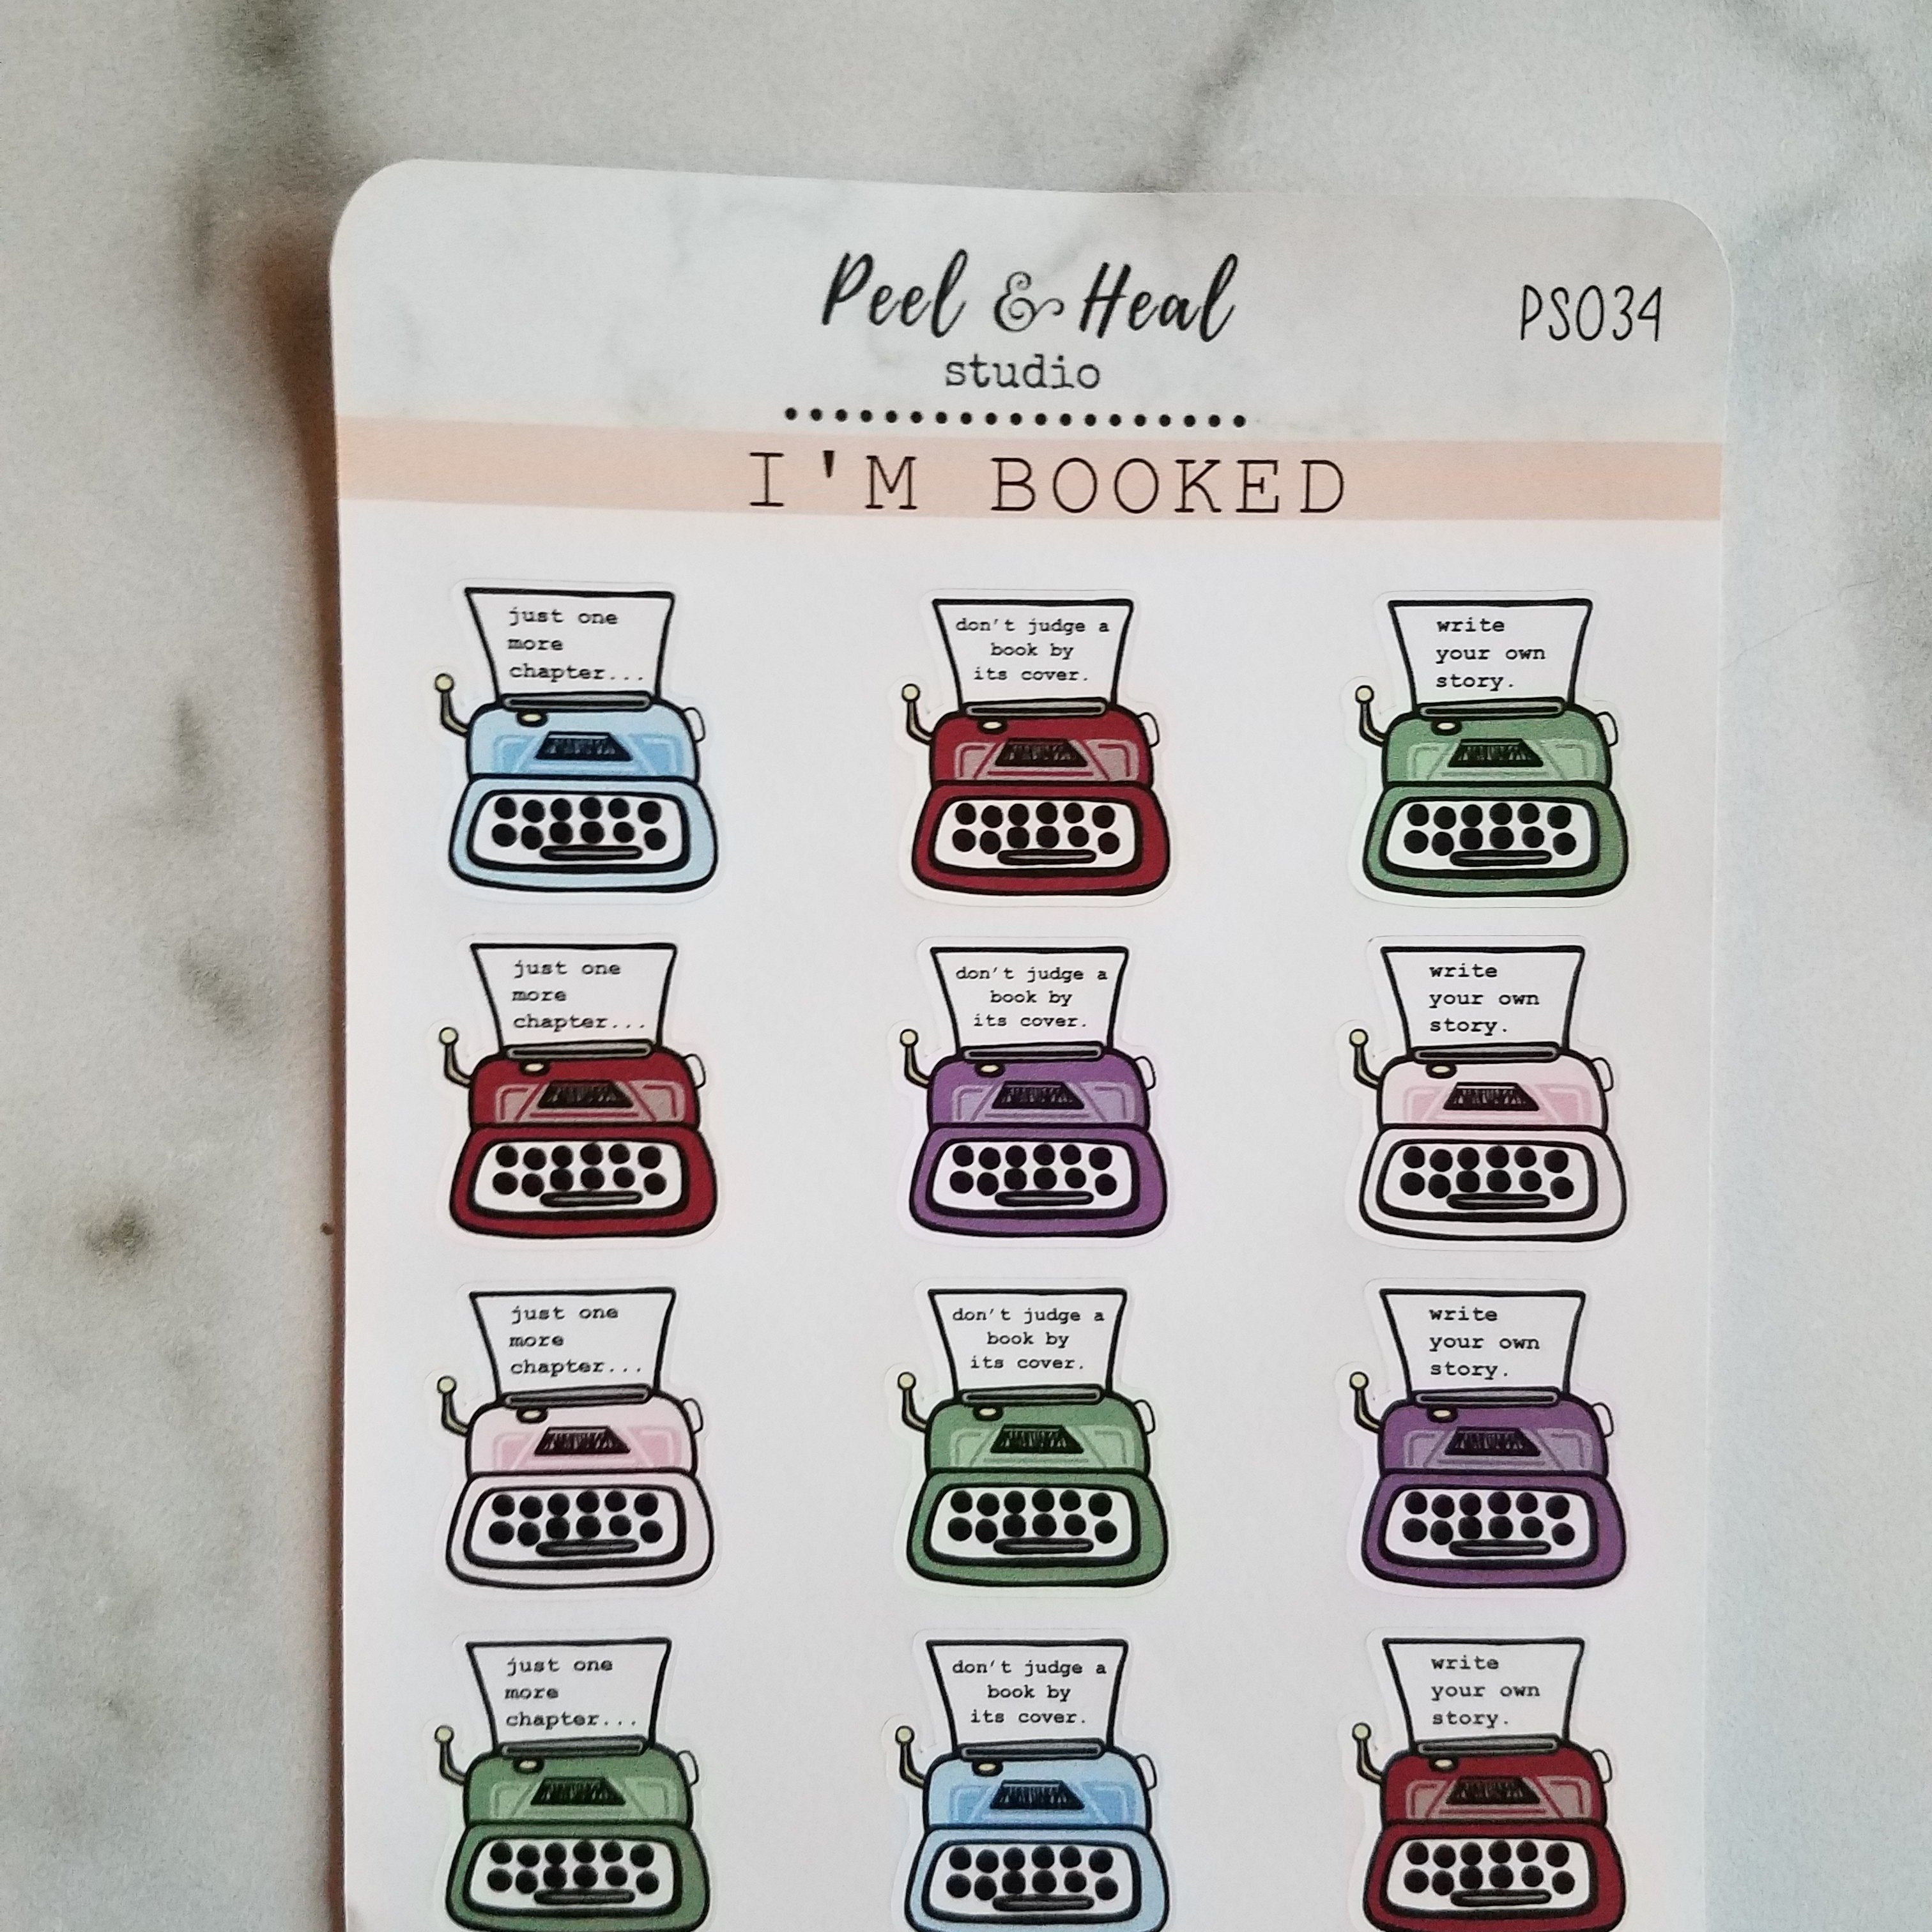 Peel & Heal
studio
PS034
I'M BOOKED
just one
more
chapter...
don't judge a
book by
its cover.
write
your own
story.
just one
more
chapter...
don't judge a
book by
its cover.
write
your own
story.
just one
more
chapter...
don't judge a
book by
its cover.
write
your own
story.
just one
more
chapter...
don't judge a
book by
its cover.
write
your own
story.